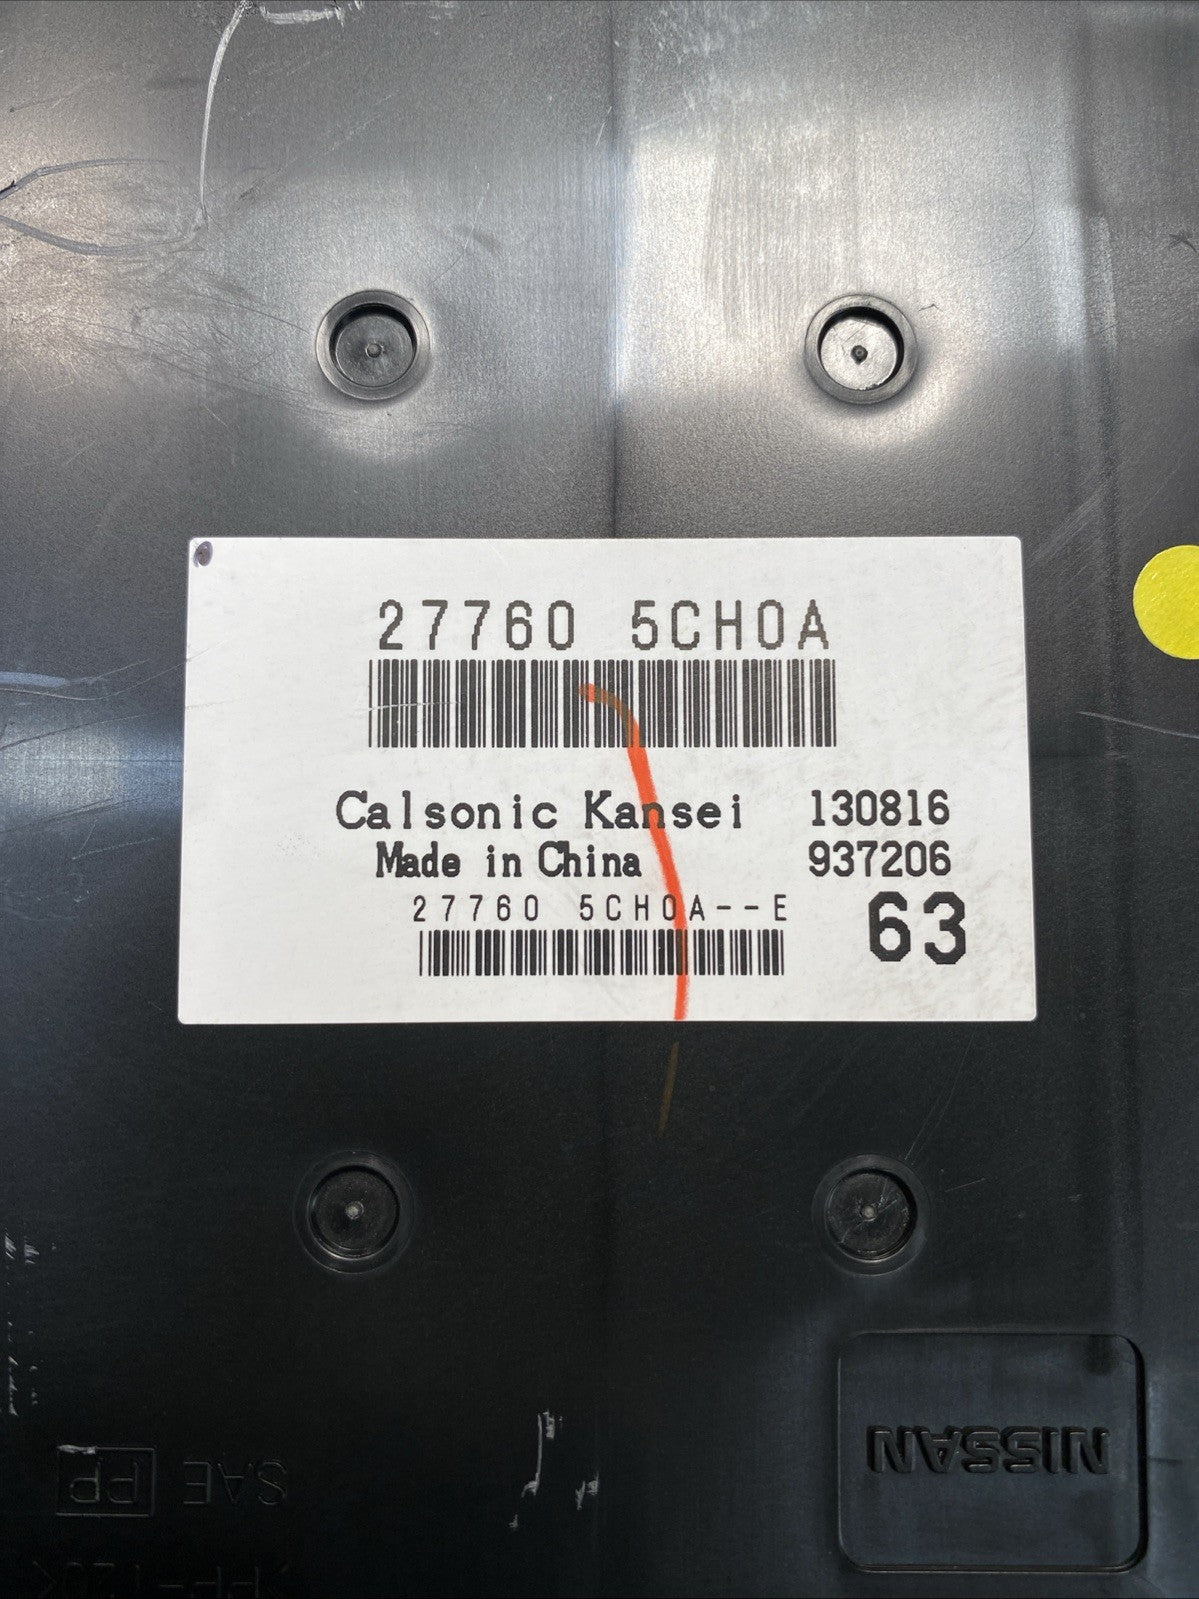 27760 5CH0A
Calsonic Kansei 130816
Made in China 937206
27760 5CH0A--E 63
NISSAN
SAE PP